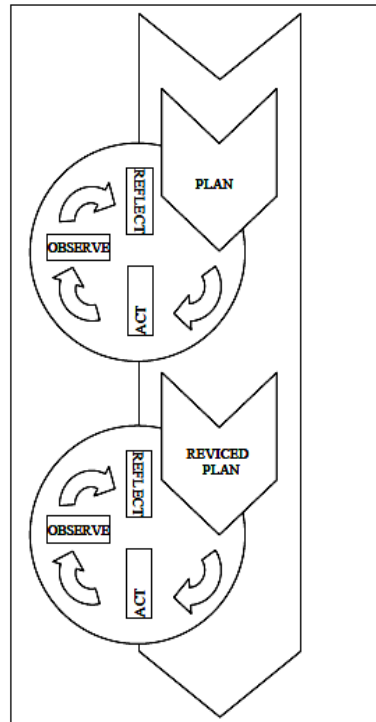 PLAN
REFLECT
OBSERVE
ACT
REVICED
PLAN
REFLECT
OBSERVE
ACT